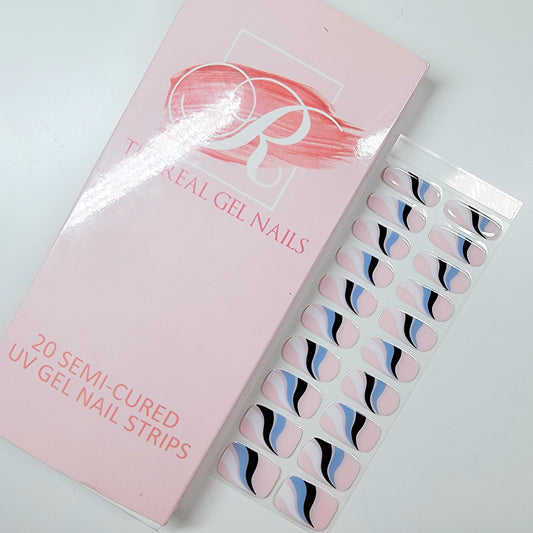 R
THE REAL GEL NAILS
20 SEMI-CURED
UV GEL NAIL STRIPS